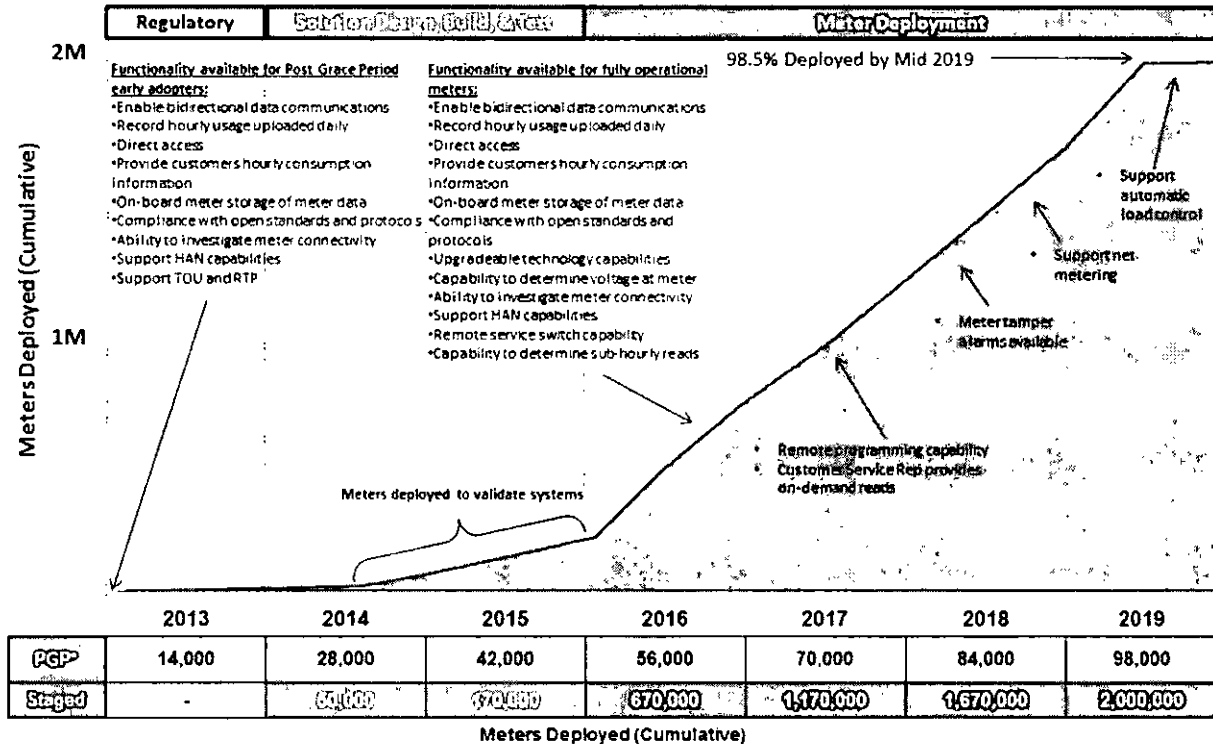 Regulatory
Solution Design, Build, & Test
Meter Deployment
2M
98.5% Deployed by Mid 2019
Functionality available for Post Grace Period
early adopters:
•Enable bidirectional data communications
•Record hourly usage uploaded daily
•Direct access
•Provide customers hourly consumption
information
•On-board meter storage of meter data
•Compliance with open standards and protocols
•Ability to investigate meter connectivity
•Support HAN capabilities
•Support TOU and RTP
Functionality available for fully operational
meters:
•Enable bidirectional data communications
•Record hourly usage uploaded daily
•Direct access
•Provide customers hourly consumption
information
•On-board meter storage of meter data
•Compliance with open standards and
protocols
•Upgradeable technology capabilities
•Capability to determine voltage at meter
•Ability to investigate meter connectivity
•Support HAN capabilities
•Remote service switch capability
•Capability to determine sub-hourly reads
• Support
automatic
load control
• Support net
metering
• Meter tamper
alarms available
1M
Meters Deployed (Cumulative)
• Remote programming capability
• Customer Service Rep provides
on-demand reads
Meters deployed to validate systems
2013 2014 2015 2016 2017 2018 2019
PGP 14,000 28,000 42,000 56,000 70,000 84,000 98,000
Staged - 60,000 170,000 670,000 1,170,000 1,670,000 2,000,000
Meters Deployed (Cumulative)